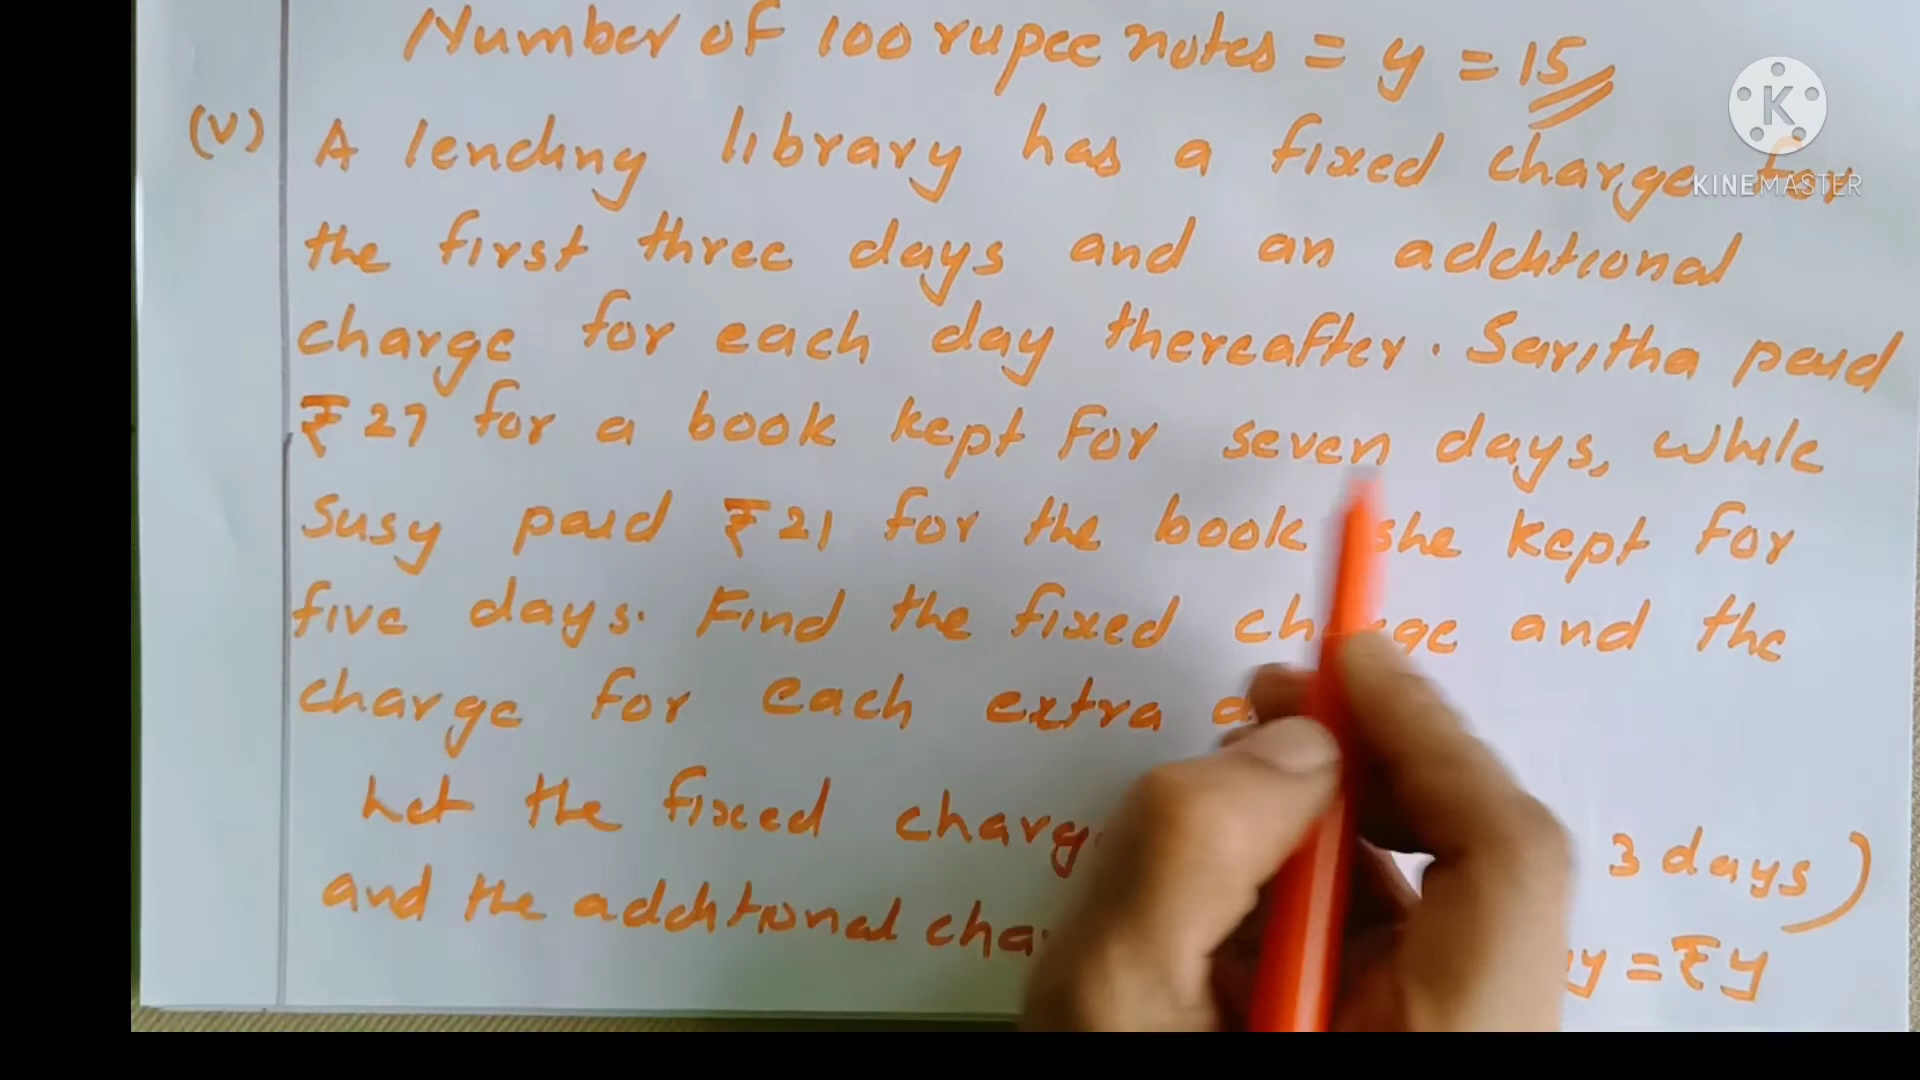 Number of 100 rupee notes = y = 15
(v) A lending library has a fixed charge for
KINEMASTER
the first three days and an additional
charge for each day thereafter. Saritha paid
₹27 for a book kept for seven days, while
Susy paid ₹21 for the book she kept for
five days. Find the fixed charge and the
charge for each extra
Let the fixed 3 days)
and the additional = ₹y